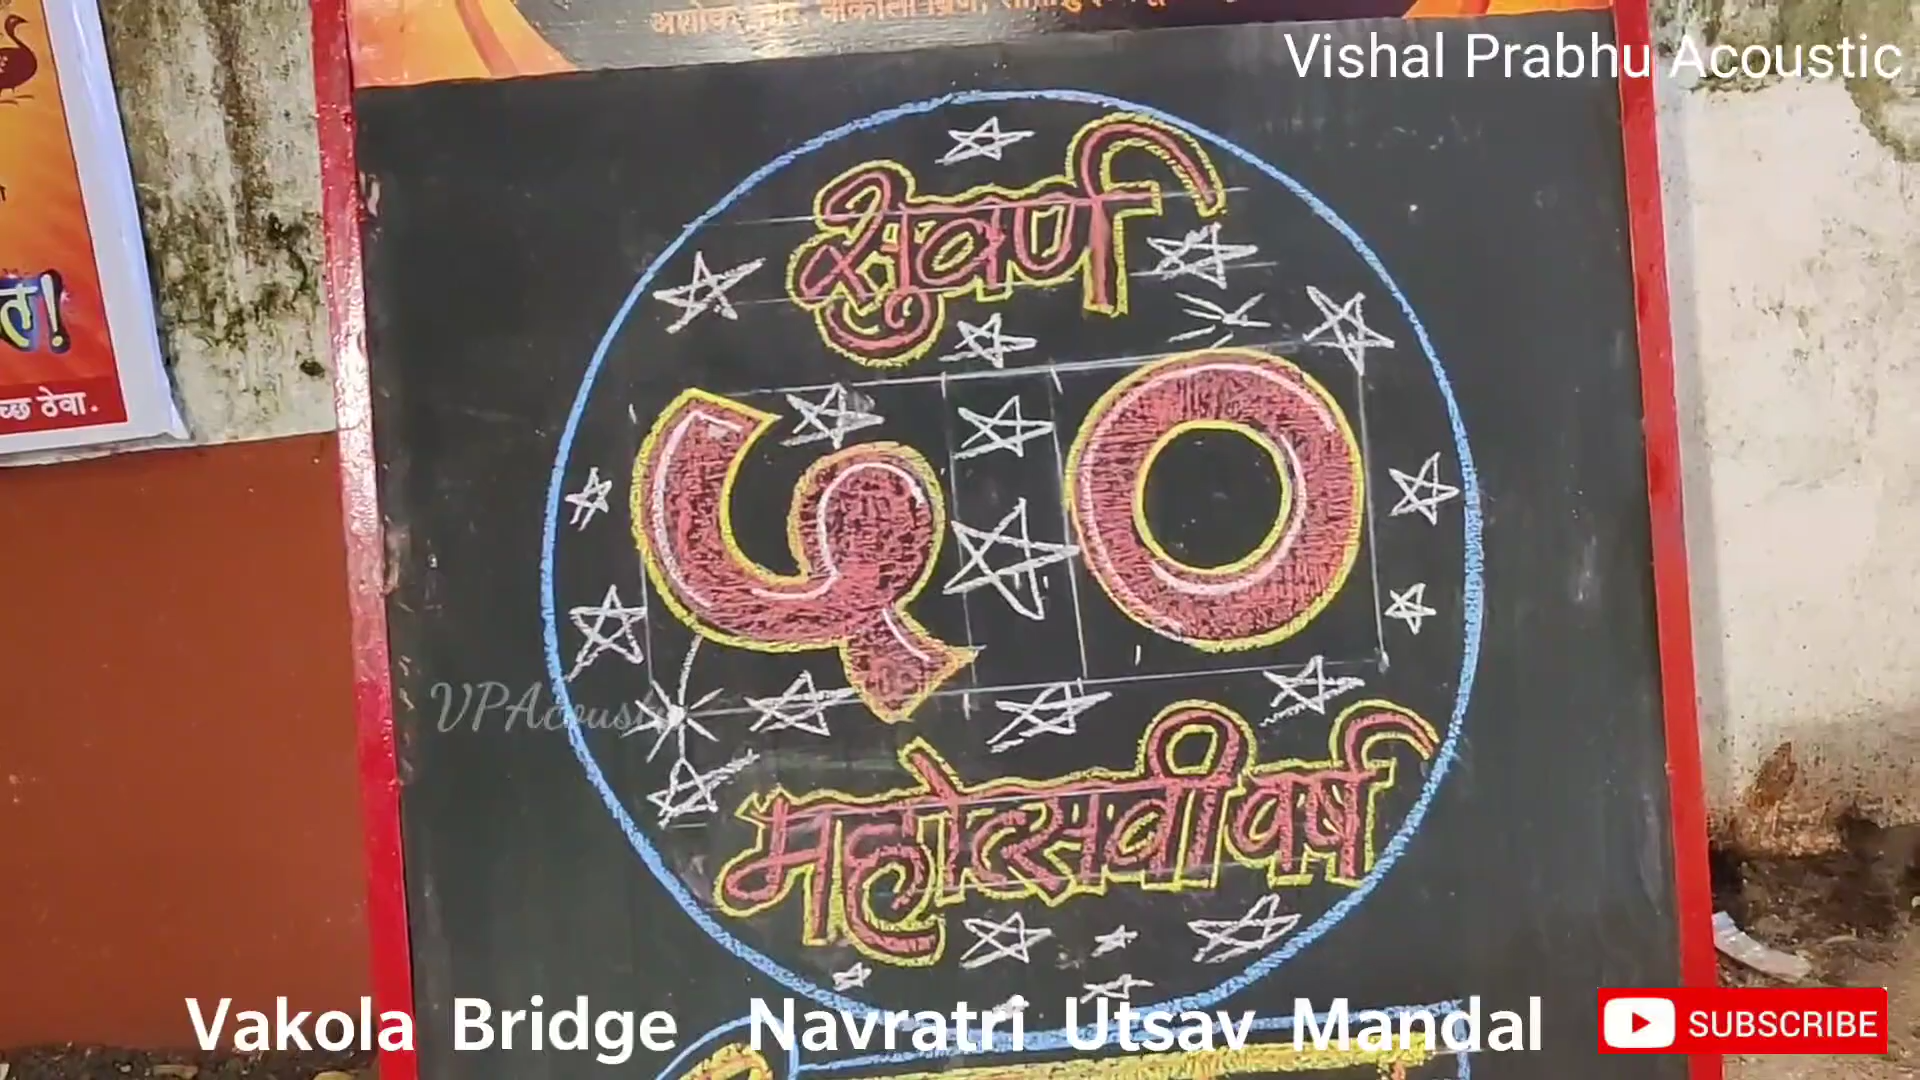 Vishal Prabhu Acoustic
सुवर्ण
५०
महोत्सवी वर्ष
च्छ ठेवा.
VPAcoustic
Vakola Bridge Navratri Utsav Mandal
SUBSCRIBE